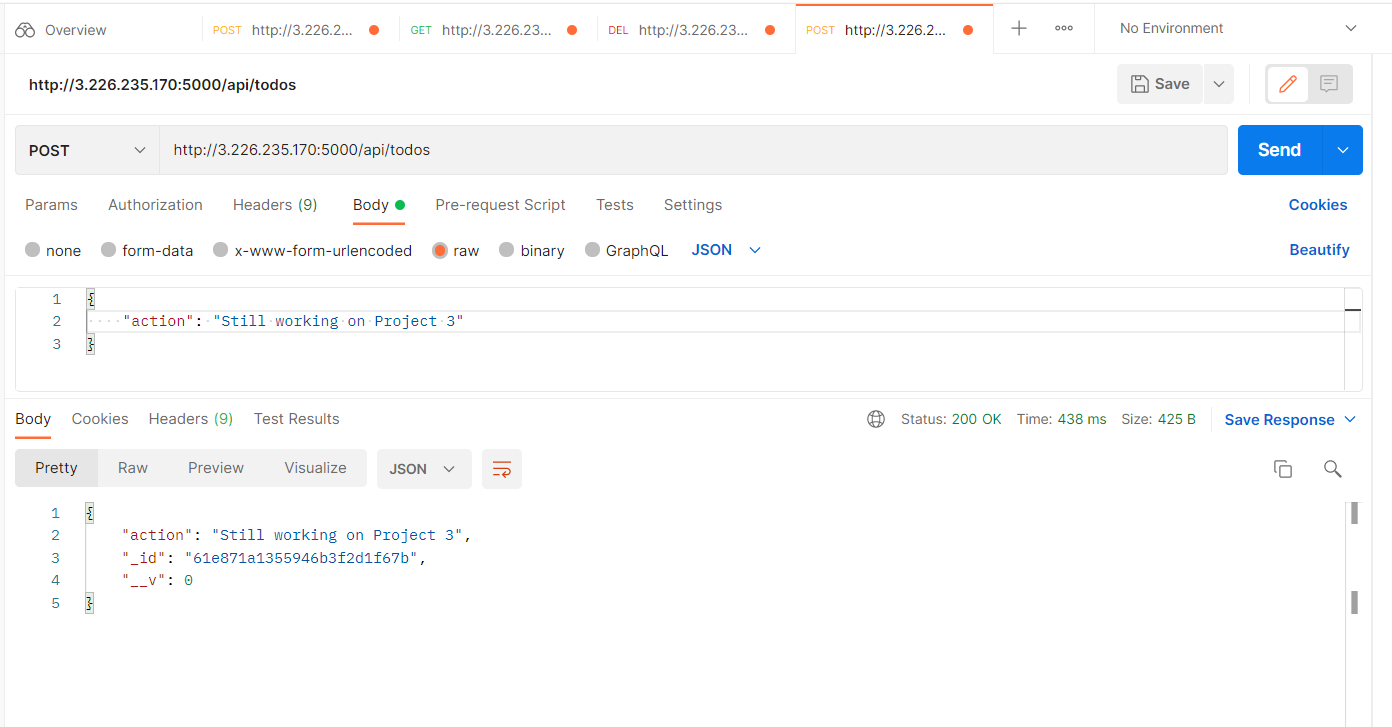 Overview POST http://3.226.2... GET http://3.226.23... DEL http://3.226.23... POST http://3.226.2... No Environment
http://3.226.235.170:5000/api/todos Save
POST http://3.226.235.170:5000/api/todos Send
Params Authorization Headers (9) Body Pre-request Script Tests Settings Cookies
none form-data x-www-form-urlencoded raw binary GraphQL JSON Beautify
1 {
2 "action": "Still working on Project 3"
3 }
Body Cookies Headers (9) Test Results Status: 200 OK Time: 438 ms Size: 425 B Save Response
Pretty Raw Preview Visualize JSON
1 {
2 "action": "Still working on Project 3",
3 "_id": "61e871a1355946b3f2d1f67b",
4 "__v": 0
5 }